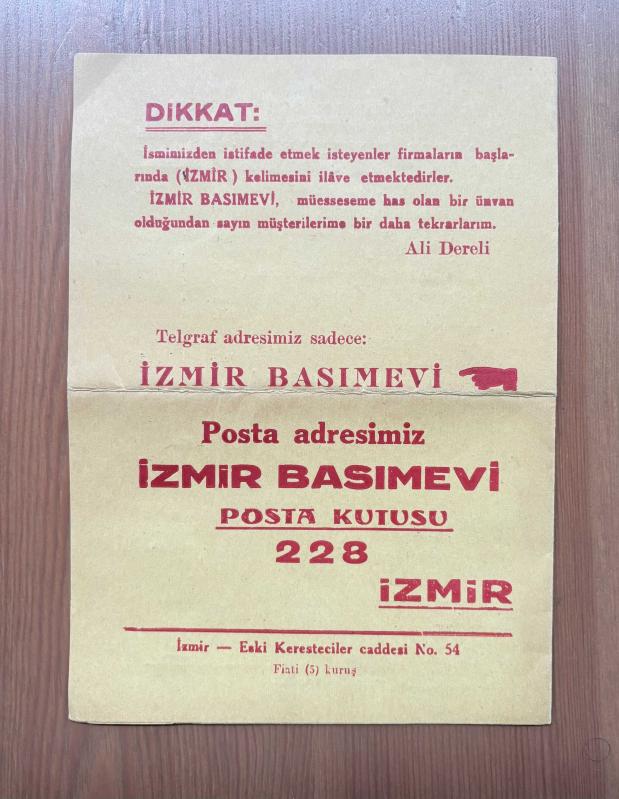 DİKKAT:
İsmimizden istifade etmek isteyenler firmaların başla-
rında (İZMİR) kelimesini ilâve etmektedirler.
İZMİR BASIMEVİ, müesseseme has olan bir ünvan
olduğundan sayın müşterilerime bir daha tekrarlarım.
Ali Dereli
Telgraf adresimiz sadece:
İZMİR BASIMEVİ
Posta adresimiz
İZMİR BASIMEVİ
POSTA KUTUSU
228
İZMİR
İzmir — Eski Keresteciler caddesi No. 54
Fiati (5) kuruş